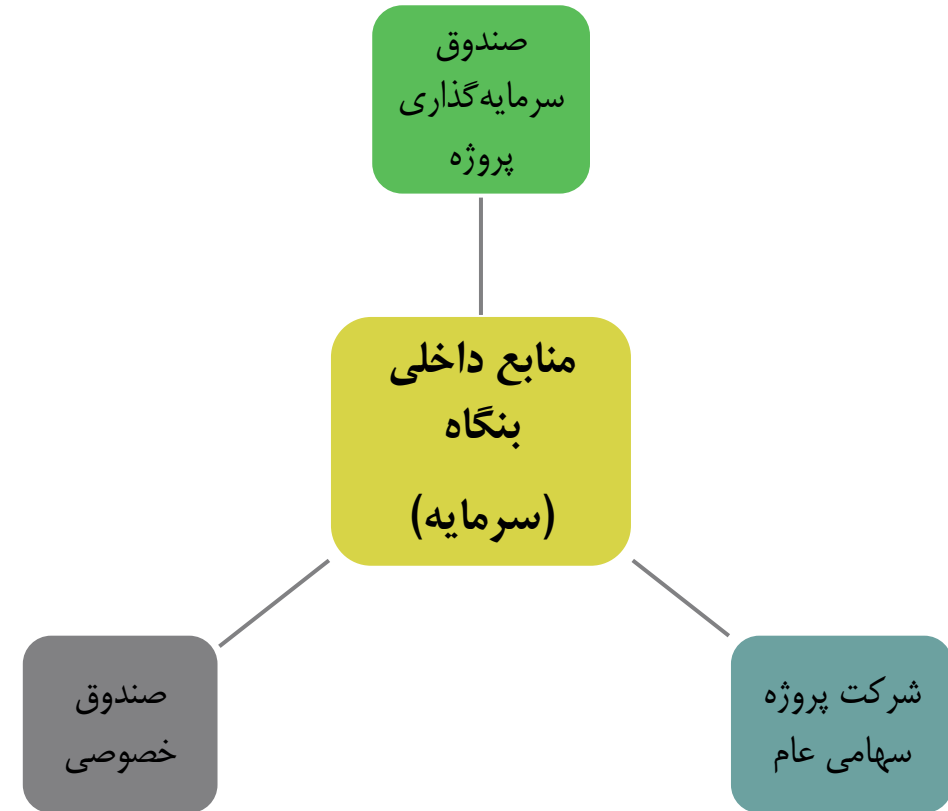 صندوق
سرمایه‌گذاری
پروژه
منابع داخلی
بنگاه
(سرمایه)
شرکت پروژه
سهامی عام
صندوق
خصوصی